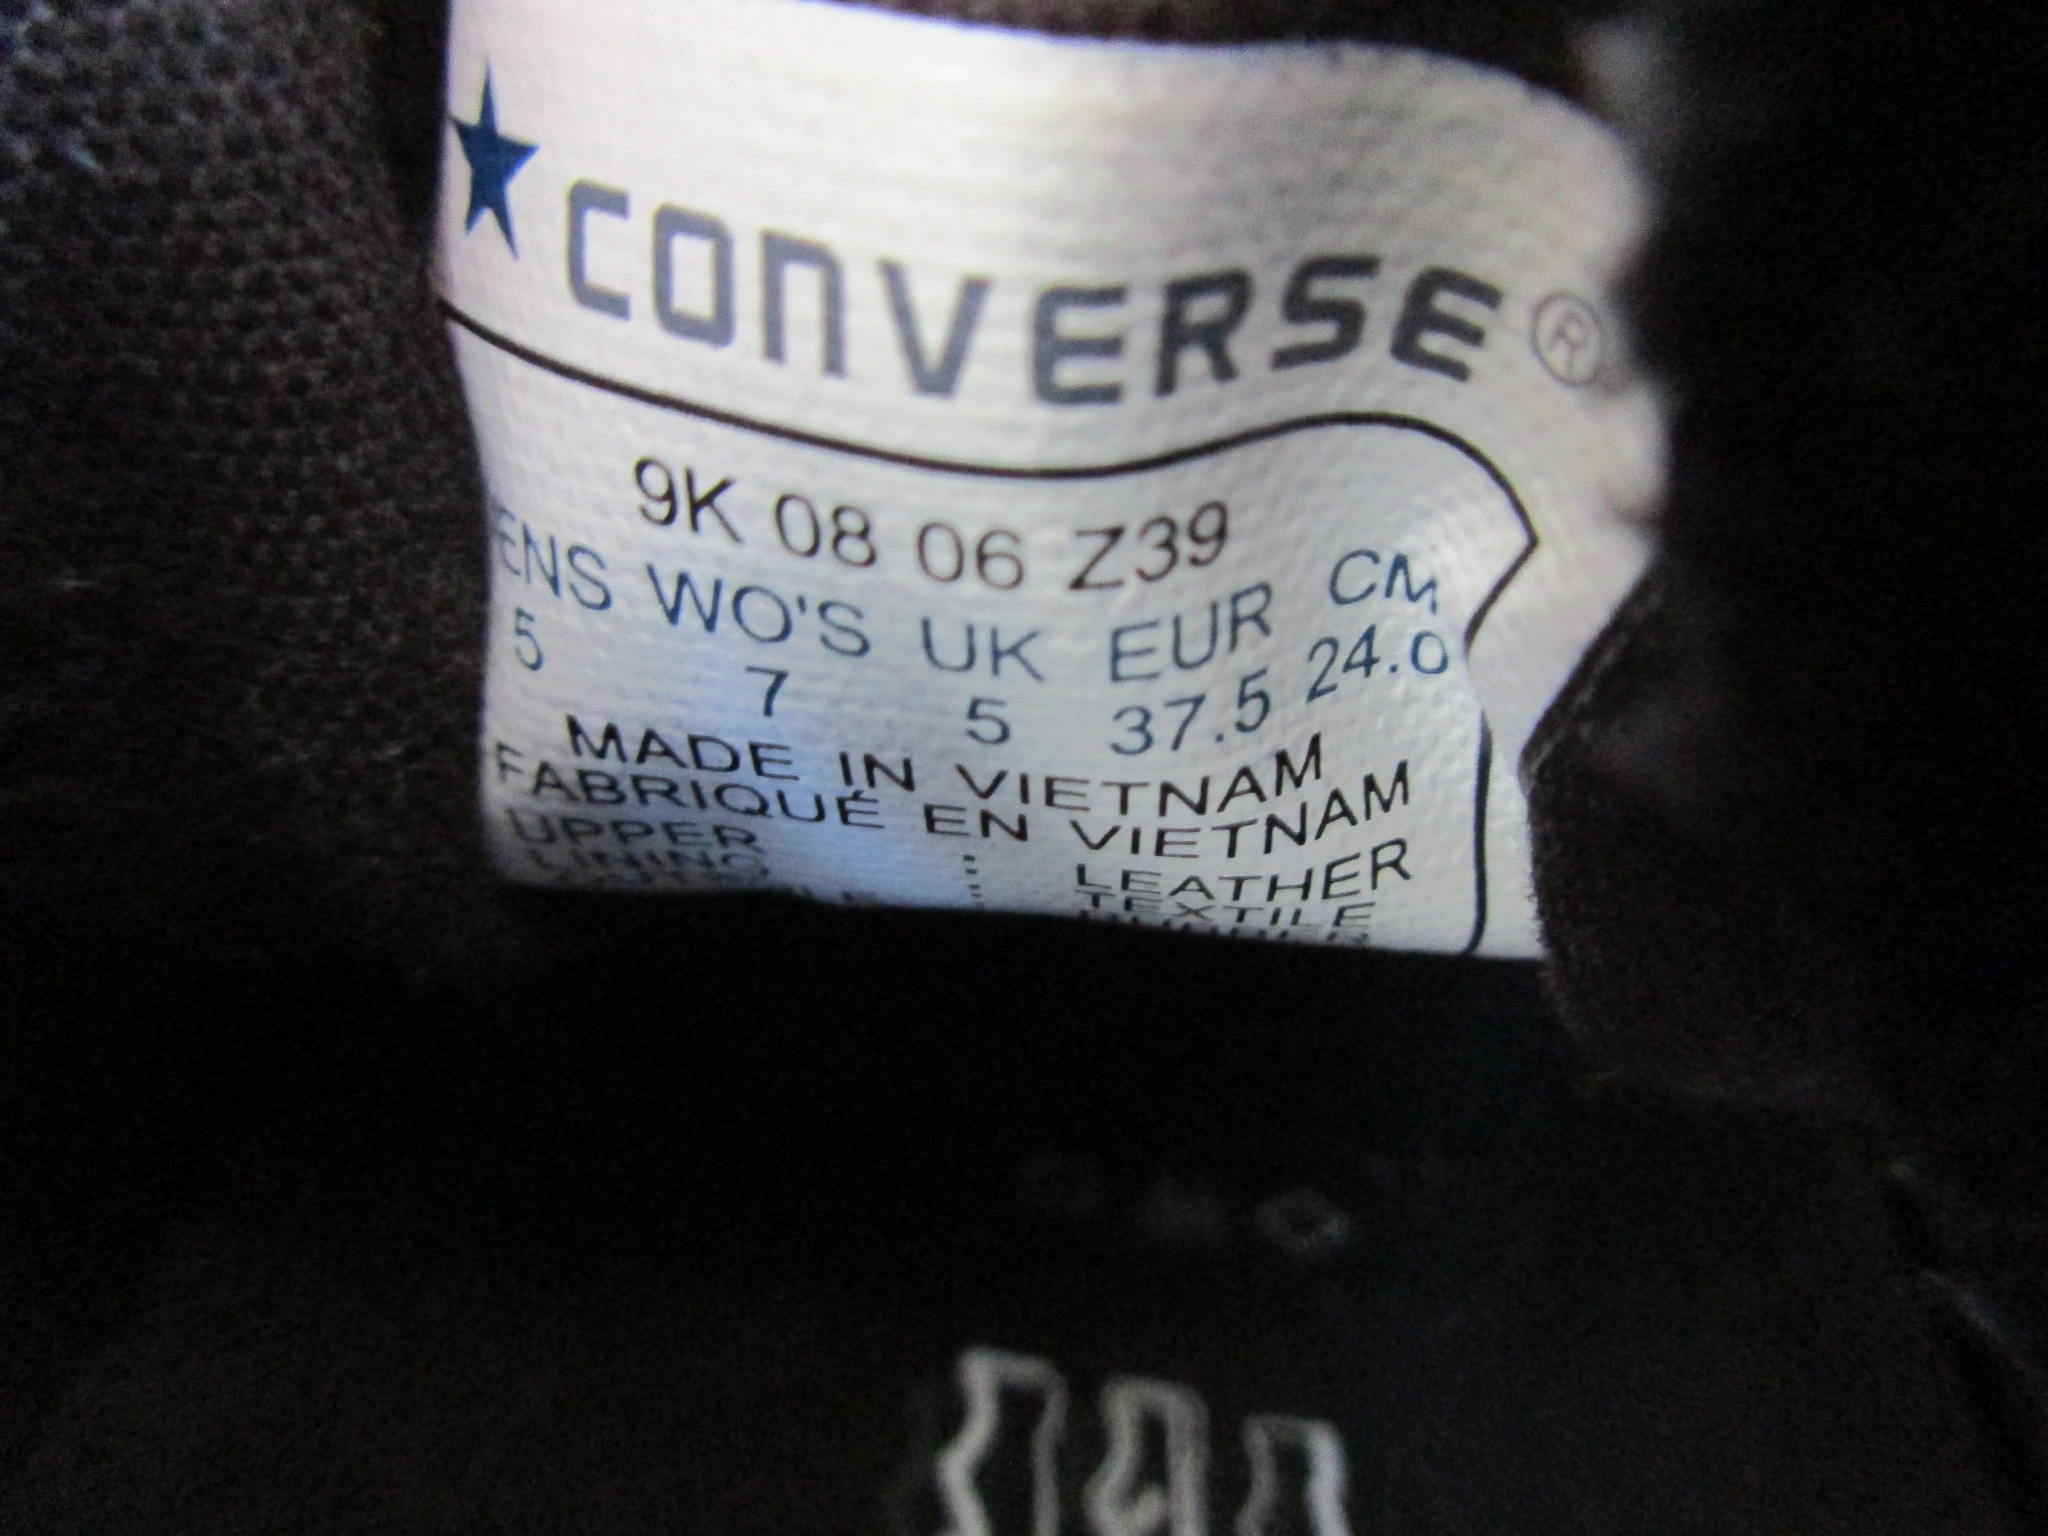 CONVERSE®
9K 08 06 Z39
ENS WO'S UK EUR CM
5 7 5 37.5 24.0
MADE IN VIETNAM
FABRIQUÉ EN VIETNAM
UPPER : LEATHER
LINING : TEXTILE